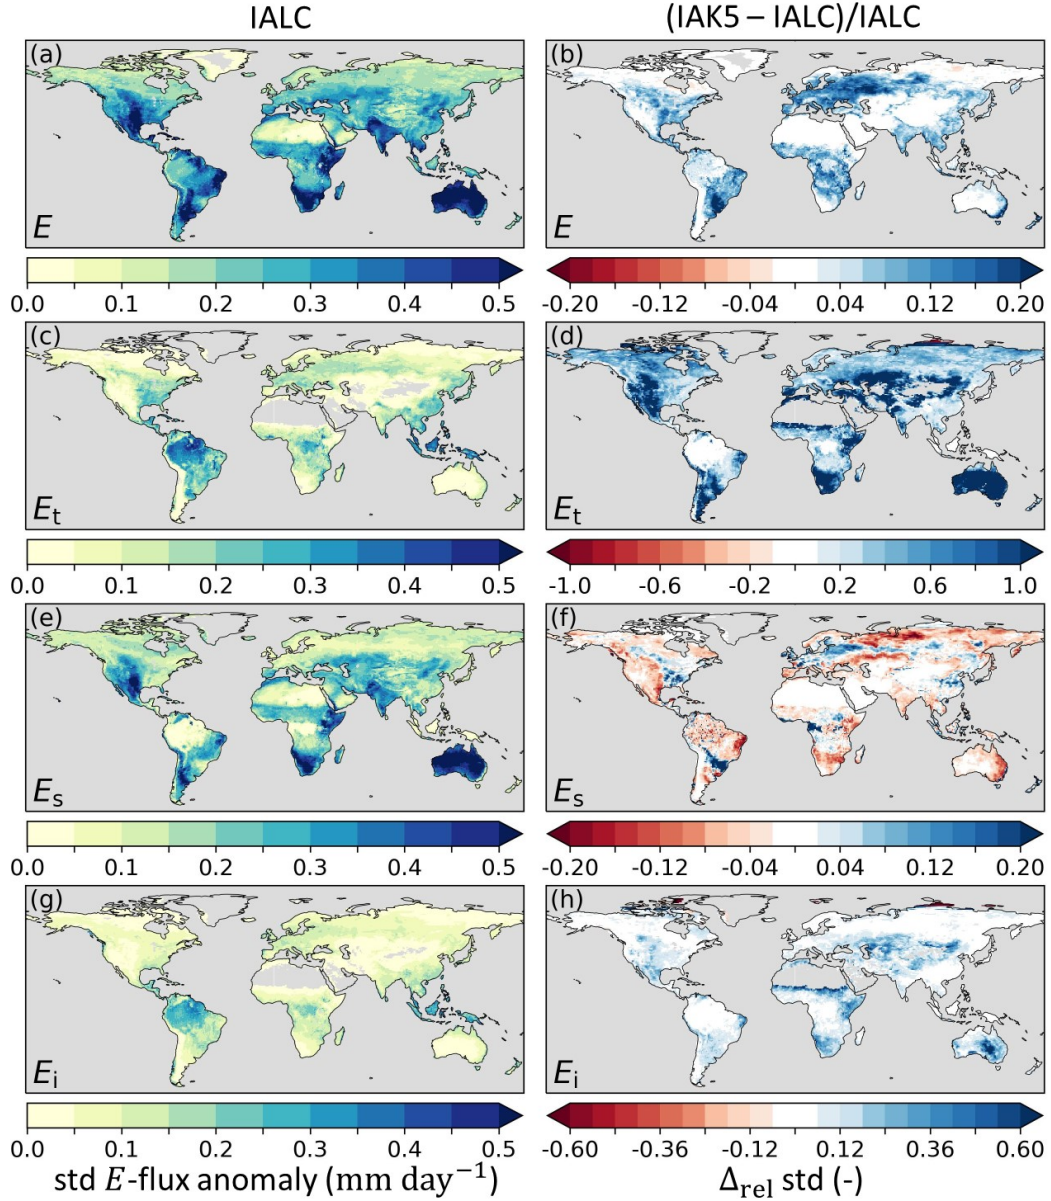 IALC (IAK5 – IALC)/IALC
(a) (b)
E E
0.0 0.1 0.2 0.3 0.4 0.5 -0.20 -0.12 -0.04 0.04 0.12 0.20
(c) (d)
Et Et
0.0 0.1 0.2 0.3 0.4 0.5 -1.0 -0.6 -0.2 0.2 0.6 1.0
(e) (f)
Es Es
0.0 0.1 0.2 0.3 0.4 0.5 -0.20 -0.12 -0.04 0.04 0.12 0.20
(g) (h)
Ei Ei
0.0 0.1 0.2 0.3 0.4 0.5 -0.60 -0.36 -0.12 0.12 0.36 0.60
std E-flux anomaly (mm day⁻¹) Δrel std (-)